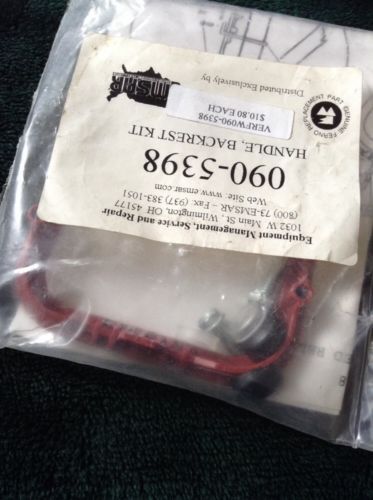 Equipment Management, Service and Repair
1032 W. Main St., Wilmington, OH 45177
(800) 73-EMSAR – Fax: (937) 383-1051
Web Site: www.emsar.com
090-5398
HANDLE, BACKREST KIT
VERFW090-5398
$10.80 EACH
Distributed Exclusively by
REPLACEMENT PART
GENUINE FERNO